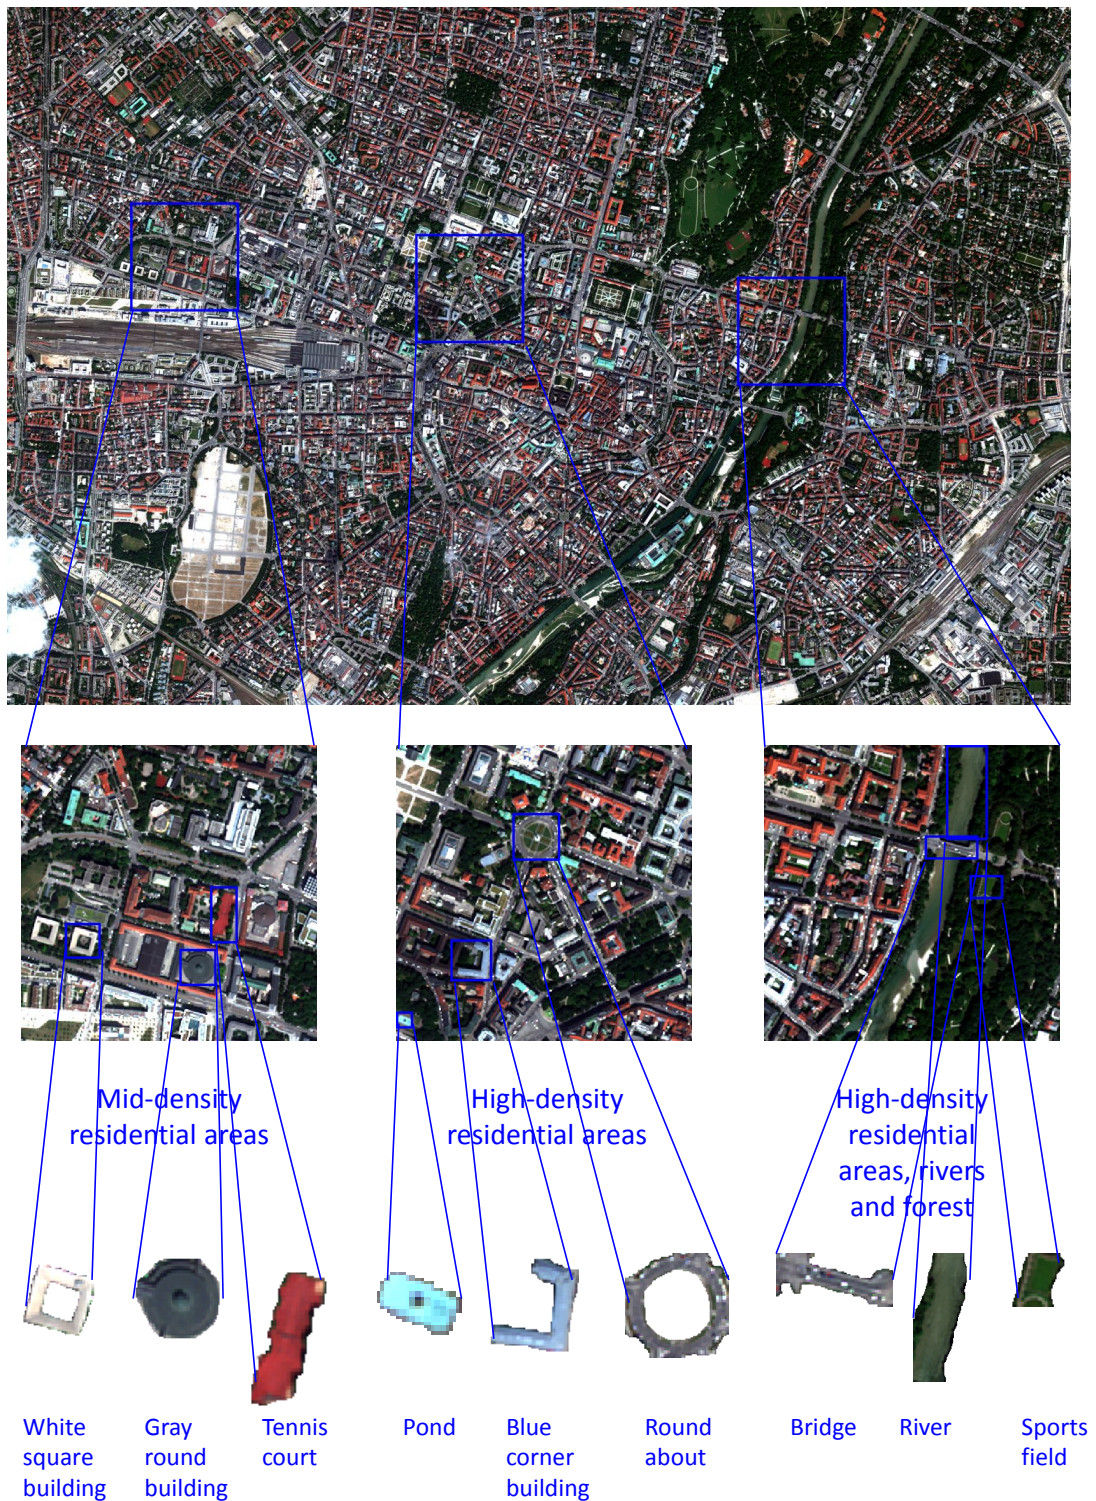 Mid-density
residential areas
High-density
residential areas
High-density
residential
areas, rivers
and forest
White
square
building
Gray
round
building
Tennis
court
Pond
Blue
corner
building
Round
about
Bridge
River
Sports
field